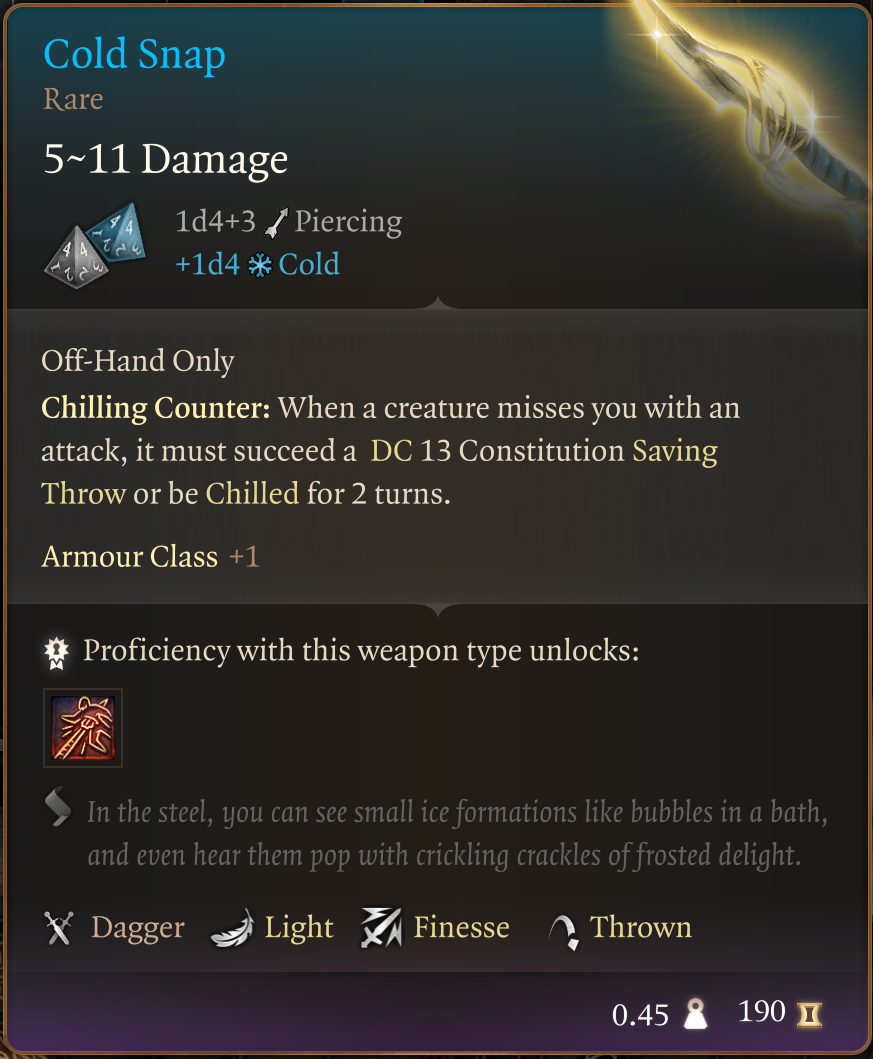 Cold Snap
Rare
5~11 Damage
1d4+3 Piercing
+1d4 Cold
Off-Hand Only
Chilling Counter: When a creature misses you with an
attack, it must succeed a DC 13 Constitution Saving
Throw or be Chilled for 2 turns.
Armour Class +1
Proficiency with this weapon type unlocks:
In the steel, you can see small ice formations like bubbles in a bath,
and even hear them pop with crickling crackles of frosted delight.
Dagger Light Finesse Thrown
0.45 190